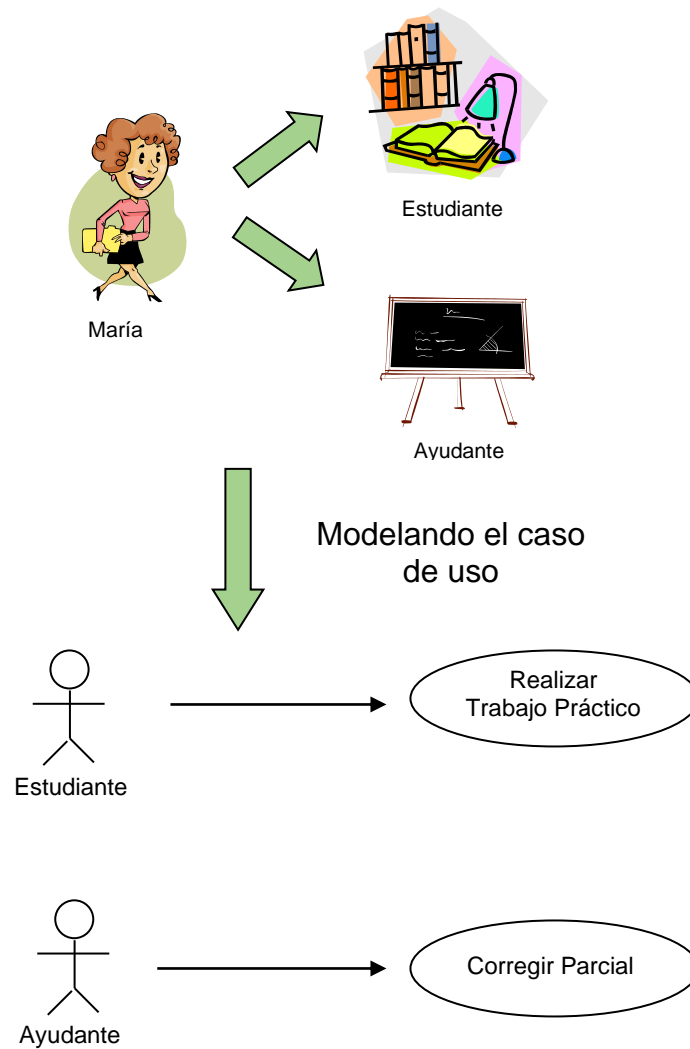 Estudiante
María
Ayudante
Modelando el caso
de uso
Realizar
Trabajo Práctico
Estudiante
Corregir Parcial
Ayudante